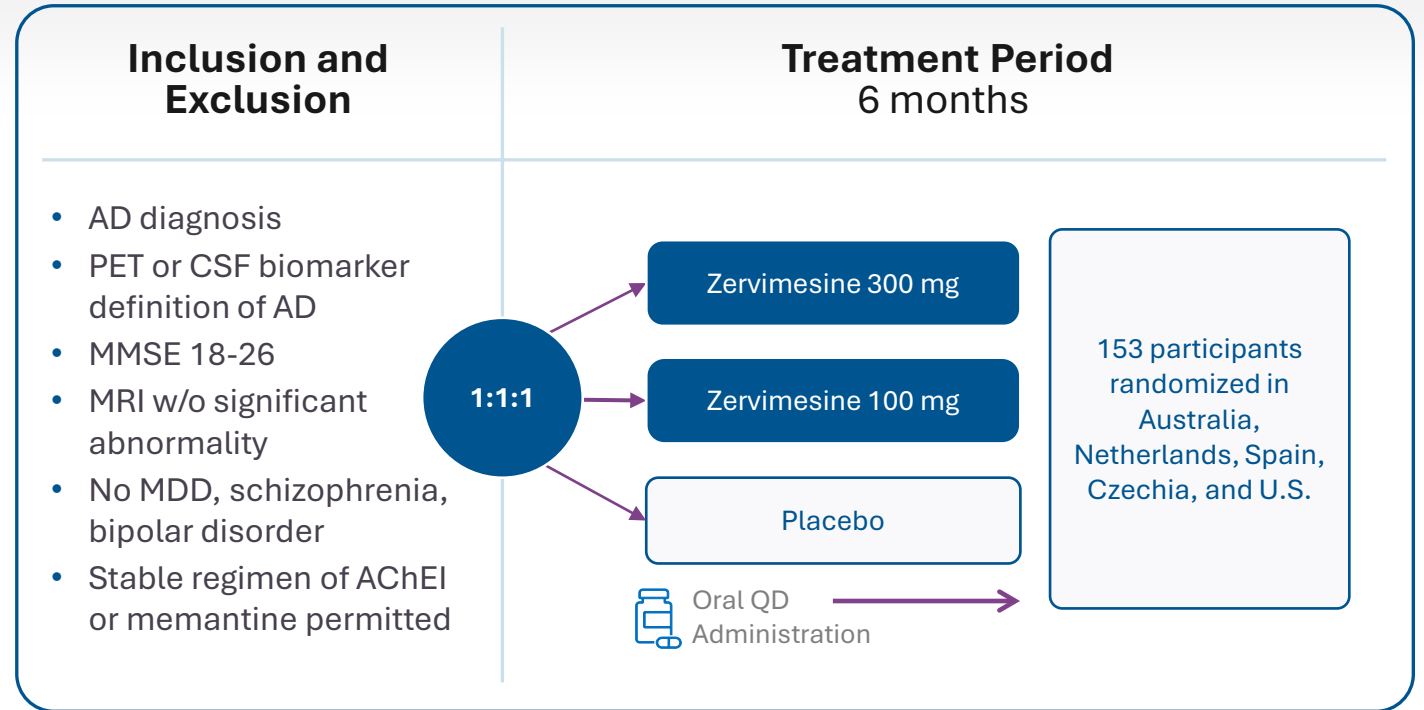 Inclusion and
Exclusion
Treatment Period
6 months
• AD diagnosis
• PET or CSF biomarker
definition of AD
• MMSE 18-26
• MRI w/o significant
abnormality
• No MDD, schizophrenia,
bipolar disorder
• Stable regimen of AChEI
or memantine permitted
1:1:1
Zervimesine 300 mg
Zervimesine 100 mg
Placebo
Oral QD
Administration
153 participants
randomized in
Australia,
Netherlands, Spain,
Czechia, and U.S.